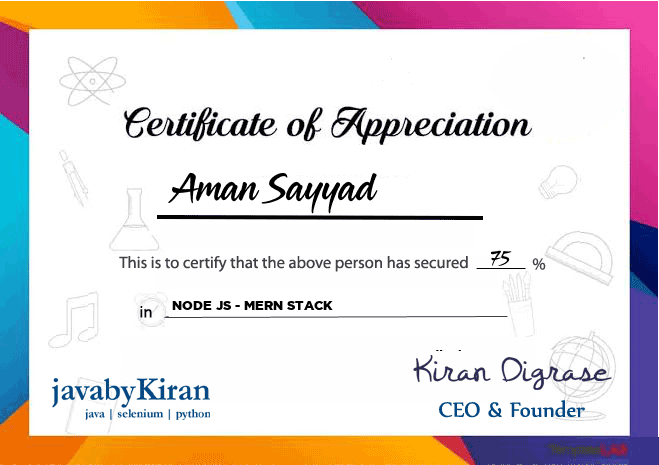 Certificate of Appreciation
Aman Sayyad
This is to certify that the above person has secured 75 %
in NODE JS - MERN STACK
Kiran Digrase
javabyKiran
CEO & Founder
java | selenium | python